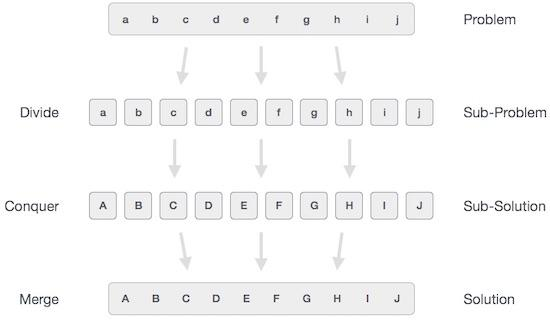 a b c d e f g h i j Problem
Divide a b c d e f g h i j Sub-Problem
Conquer A B C D E F G H I J Sub-Solution
Merge A B C D E F G H I J Solution